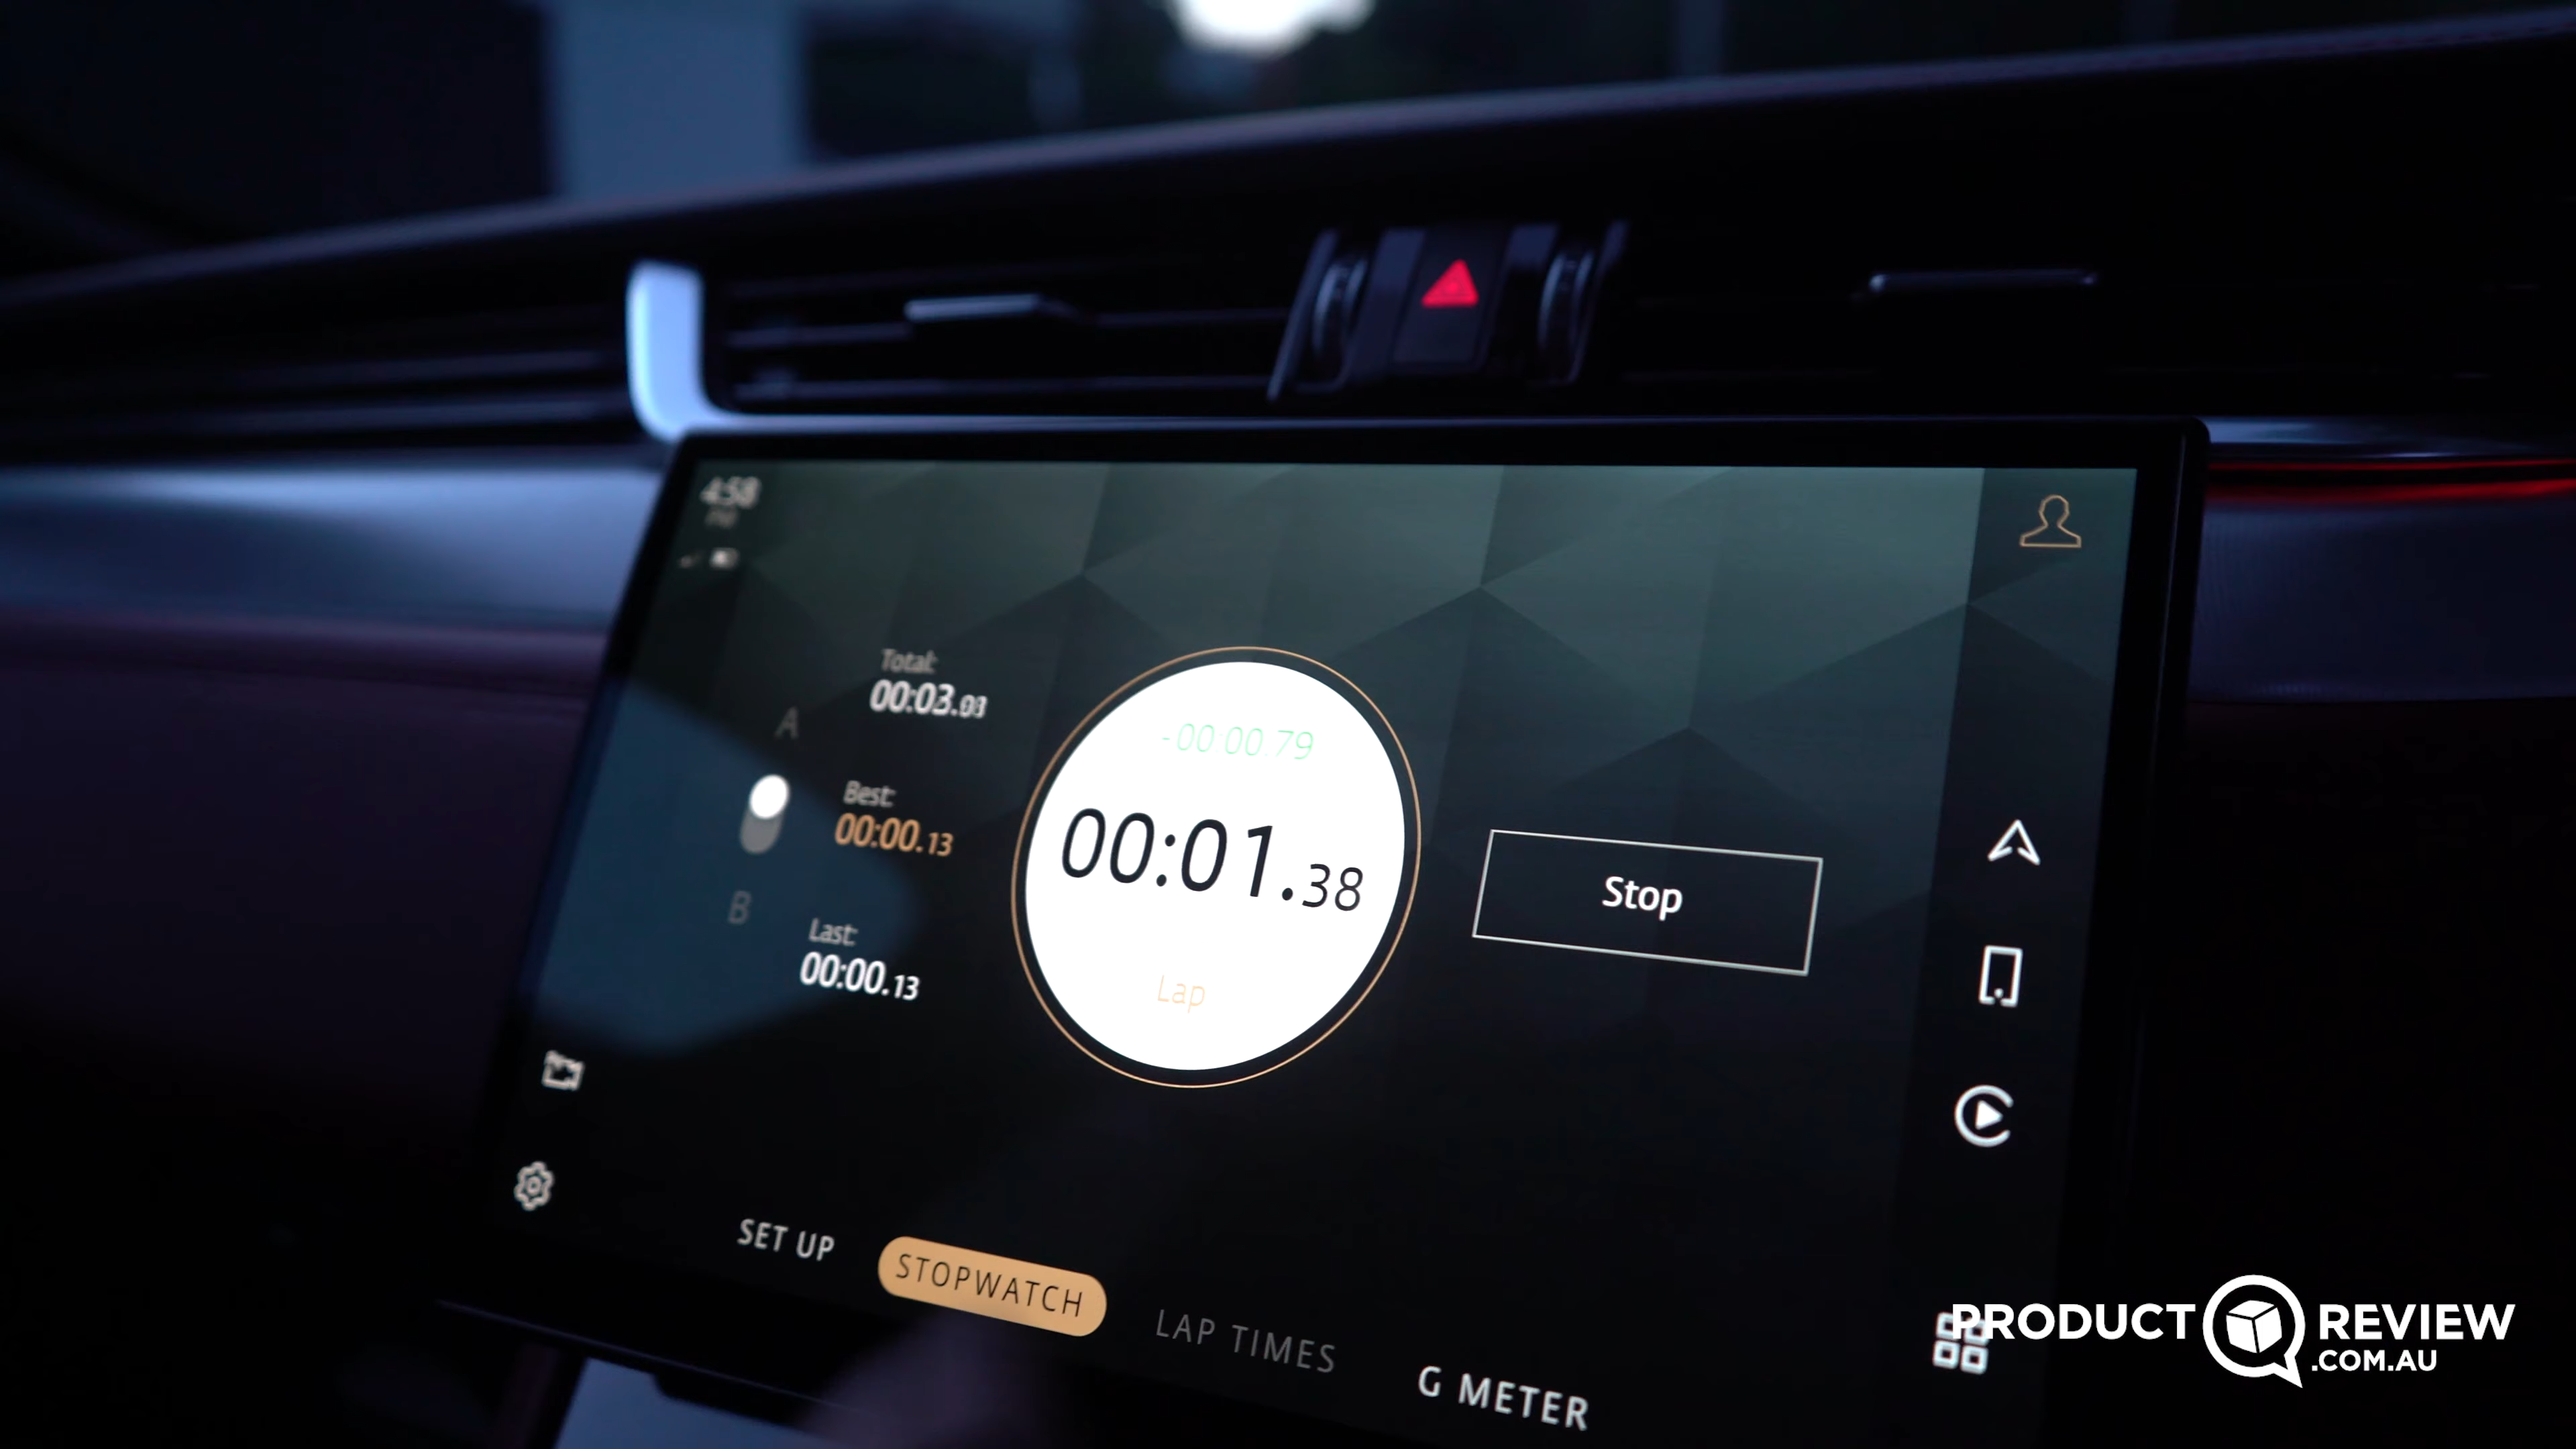 4:58
PM
Total:
00:03.03
A
-00:00.79
Best:
00:00.13
00:01.38
Stop
B
Last:
00:00.13
Lap
SET UP
STOPWATCH
LAP TIMES
G METER
PRODUCT REVIEW
.COM.AU